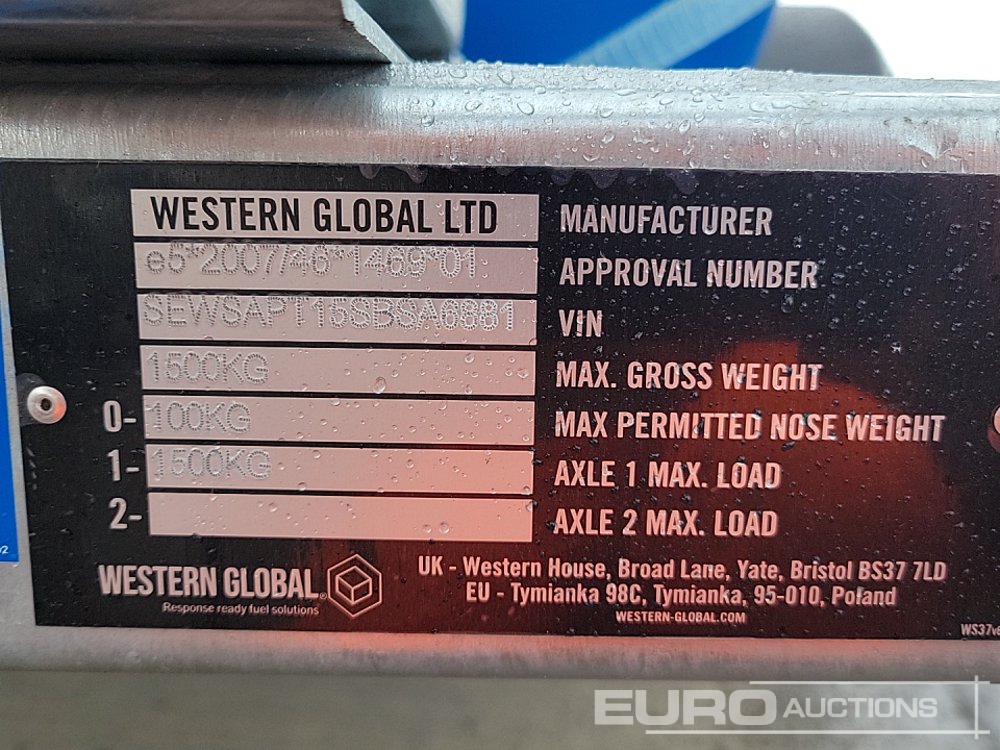 WESTERN GLOBAL LTD MANUFACTURER
e5*2007/46*1469*01 APPROVAL NUMBER
SEWSAPT15SBSA6881 VIN
1500KG MAX. GROSS WEIGHT
0- 100KG MAX PERMITTED NOSE WEIGHT
1- 1500KG AXLE 1 MAX. LOAD
2- AXLE 2 MAX. LOAD
WESTERN GLOBAL®
Response ready fuel solutions
UK - Western House, Broad Lane, Yate, Bristol BS37 7LD
EU - Tymianka 98C, Tymianka, 95-010, Poland
WESTERN-GLOBAL.COM
EURO AUCTIONS